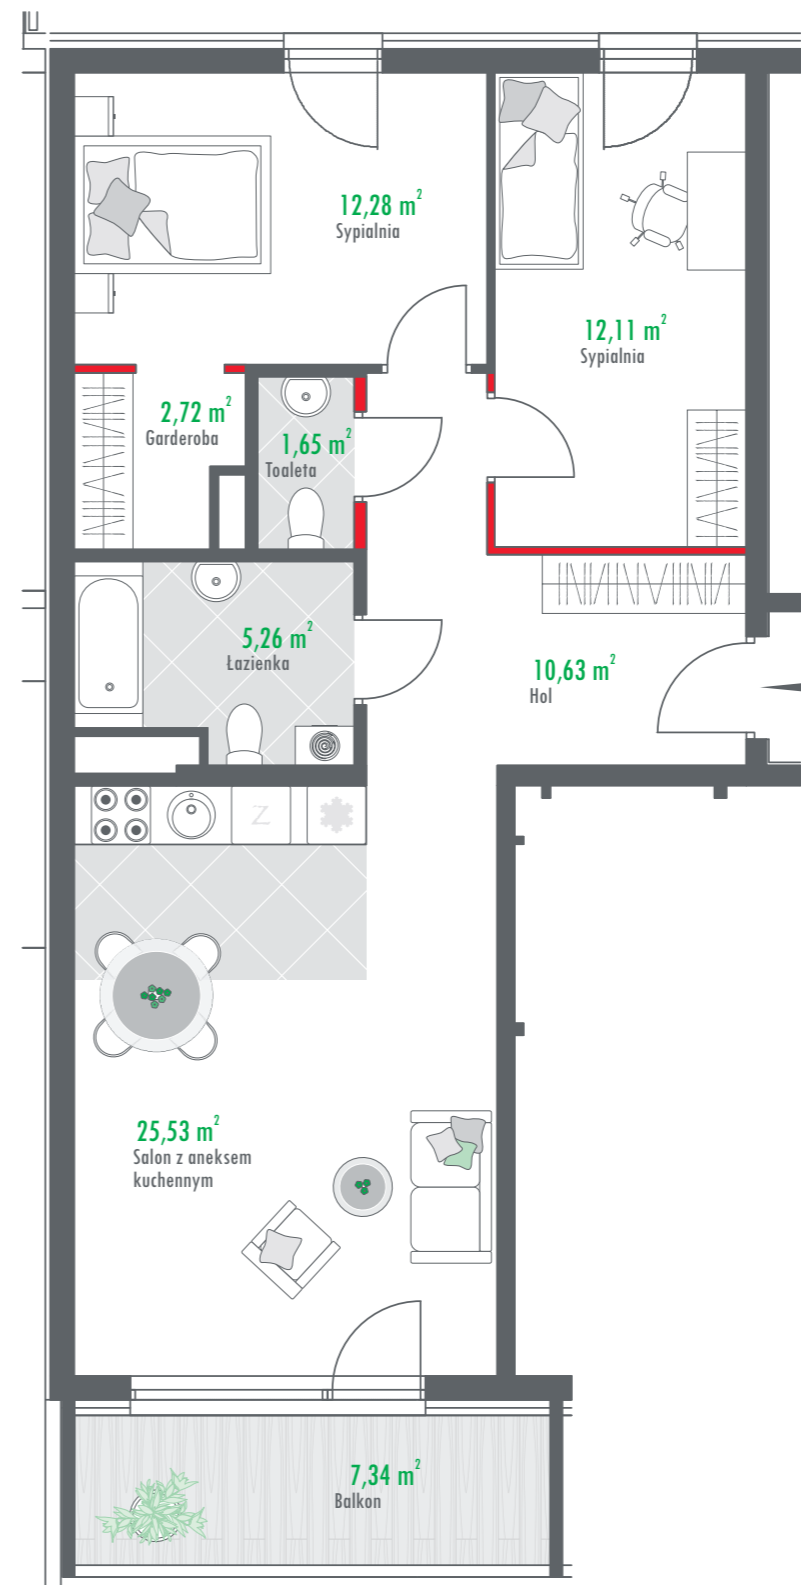 12,28 m²
Sypialnia
12,11 m²
Sypialnia
2,72 m²
Garderoba
1,65 m²
Toaleta
5,26 m²
Łazienka
10,63 m²
Hol
Z
25,53 m²
Salon z aneksem
kuchennym
7,34 m²
Balkon